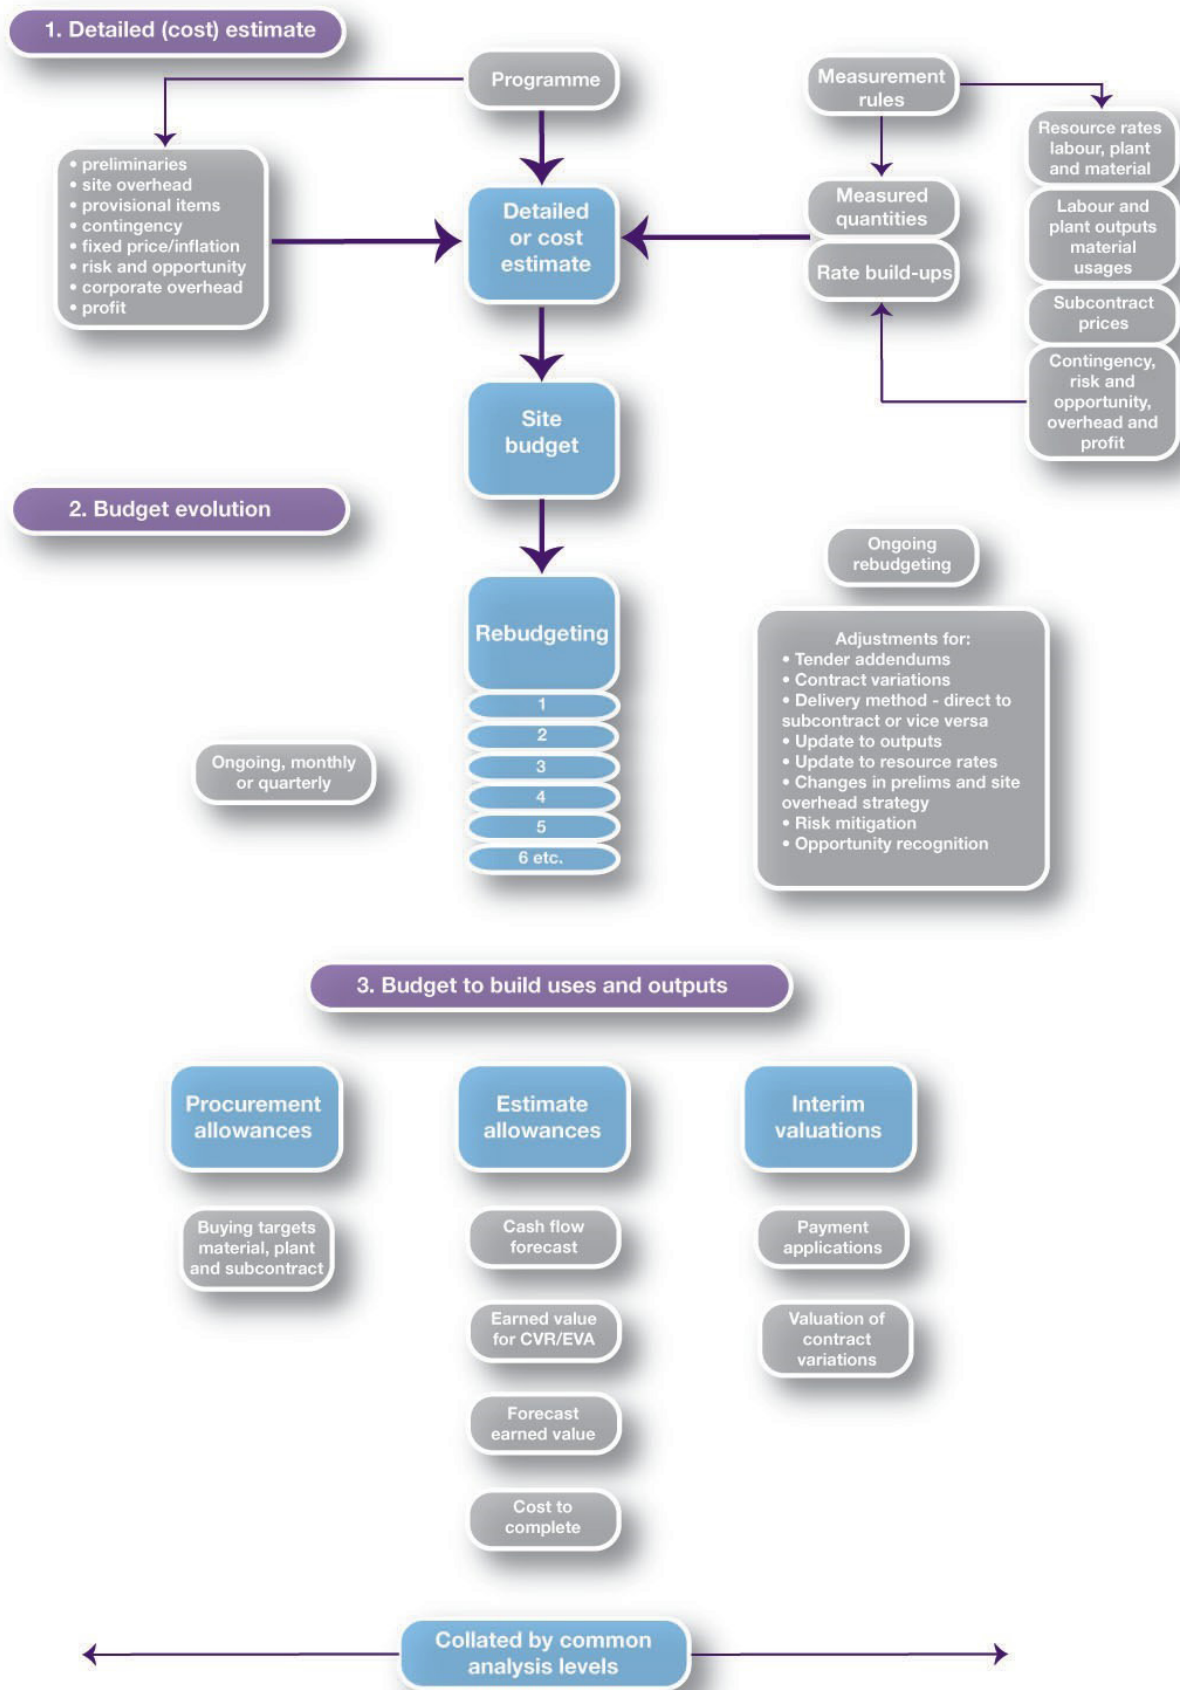 1. Detailed (cost) estimate
Programme
Measurement
rules
• preliminaries
• site overhead
• provisional items
• contingency
• fixed price/inflation
• risk and opportunity
• corporate overhead
• profit
Detailed
or cost
estimate
Measured
quantities
Rate build-ups
Resource rates
labour, plant
and material
Labour and
plant outputs
material
usages
Subcontract
prices
Contingency,
risk and
opportunity,
overhead and
profit
Site
budget
2. Budget evolution
Rebudgeting
1
2
3
4
5
6 etc.
Ongoing, monthly
or quarterly
Ongoing
rebudgeting
Adjustments for:
• Tender addendums
• Contract variations
• Delivery method - direct to
subcontract or vice versa
• Update to outputs
• Update to resource rates
• Changes in prelims and site
overhead strategy
• Risk mitigation
• Opportunity recognition
3. Budget to build uses and outputs
Procurement
allowances
Buying targets
material, plant
and subcontract
Estimate
allowances
Cash flow
forecast
Earned value
for CVR/EVA
Forecast
earned value
Cost to
complete
Interim
valuations
Payment
applications
Valuation of
contract
variations
Collated by common
analysis levels